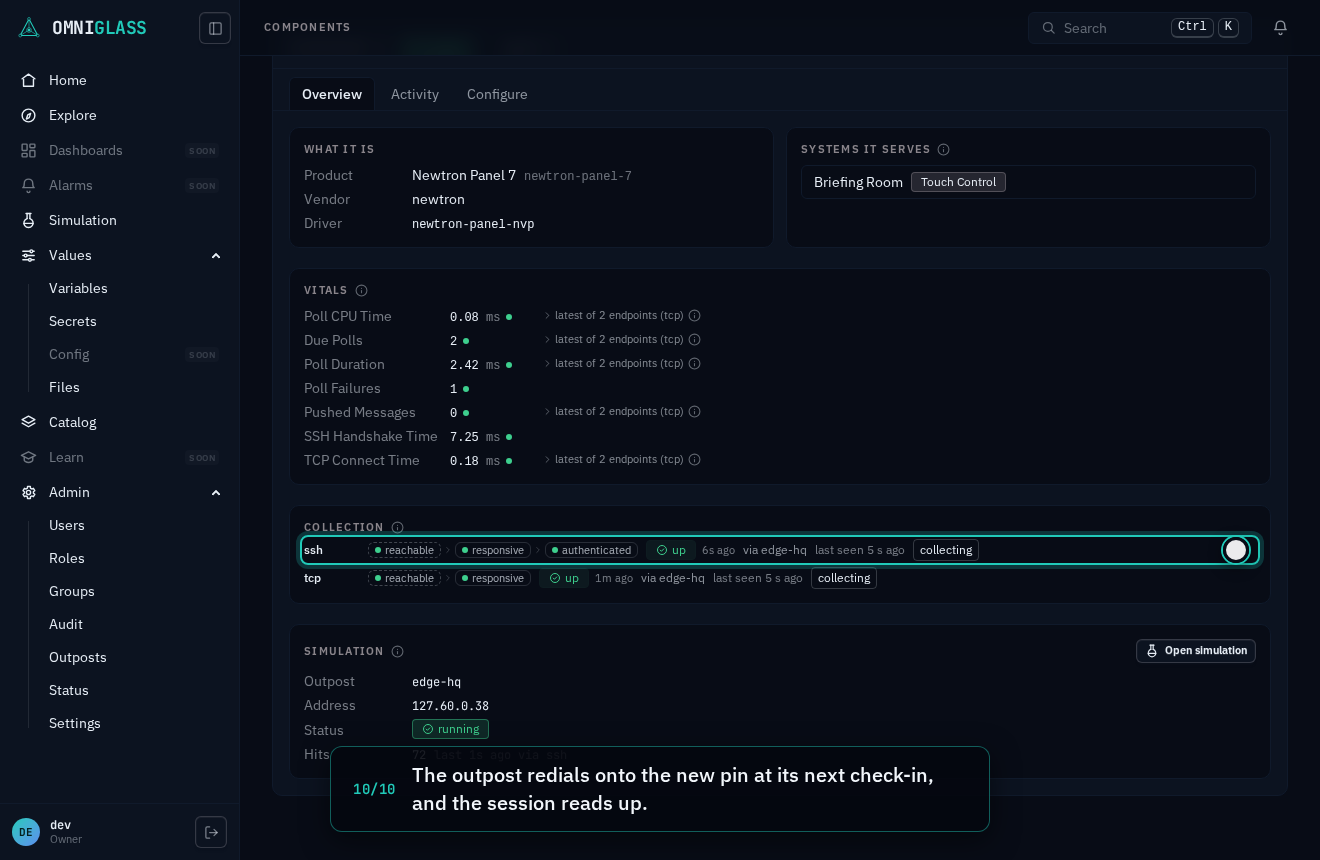 OMNIGLASS
COMPONENTS
Search Ctrl K
Home
Explore
Dashboards SOON
Alarms SOON
Simulation
Values
Variables
Secrets
Config SOON
Files
Catalog
Learn SOON
Admin
Users
Roles
Groups
Audit
Outposts
Status
Settings
DE dev
Owner
Overview Activity Configure
WHAT IT IS
Product Newtron Panel 7 newtron-panel-7
Vendor newtron
Driver newtron-panel-nvp
SYSTEMS IT SERVES
Briefing Room Touch Control
VITALS
Poll CPU Time 0.08 ms latest of 2 endpoints (tcp)
Due Polls 2 latest of 2 endpoints (tcp)
Poll Duration 2.42 ms latest of 2 endpoints (tcp)
Poll Failures 1
Pushed Messages 0 latest of 2 endpoints (tcp)
SSH Handshake Time 7.25 ms
TCP Connect Time 0.18 ms latest of 2 endpoints (tcp)
COLLECTION
ssh reachable responsive authenticated up 6s ago via edge-hq last seen 5 s ago collecting
tcp reachable responsive up 1m ago via edge-hq last seen 5 s ago collecting
SIMULATION Open simulation
Outpost edge-hq
Address 127.60.0.38
Status running
Hits 72 last 1s ago via ssh
10/10 The outpost redials onto the new pin at its next check-in,
and the session reads up.